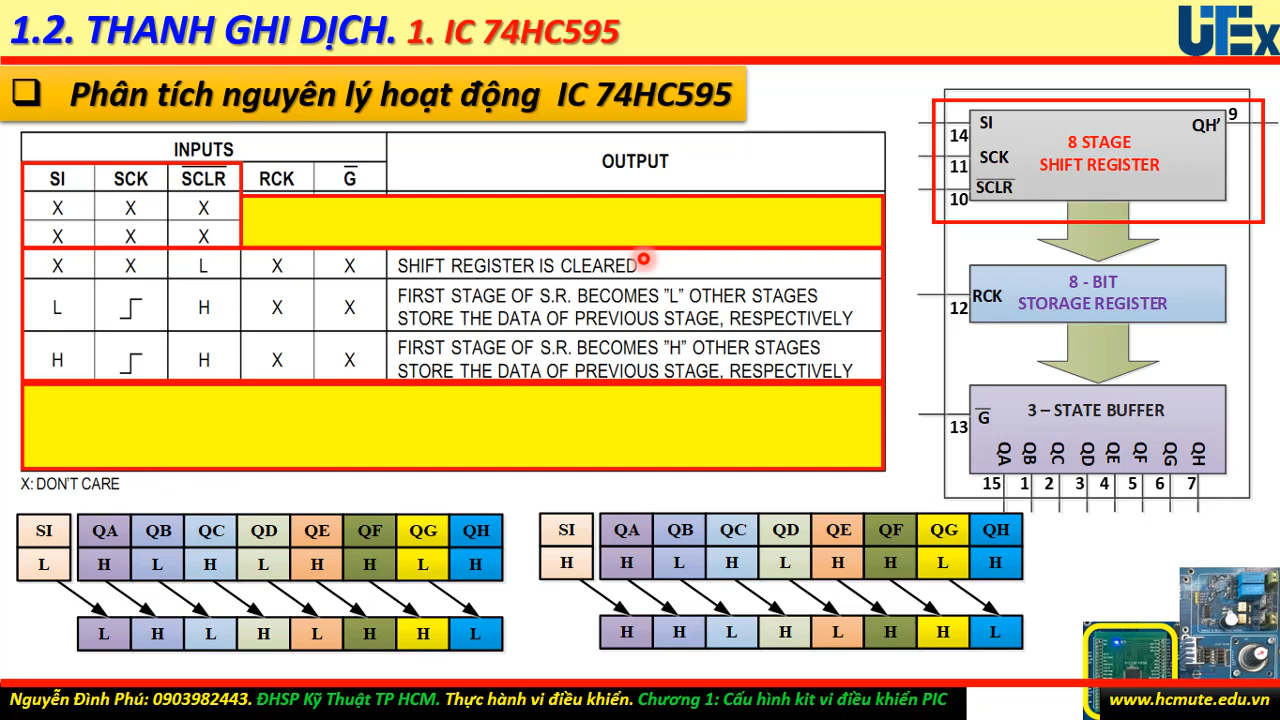 1.2. THANH GHI DỊCH. 1. IC 74HC595
UTEx
Phân tích nguyên lý hoạt động IC 74HC595
INPUTS OUTPUT
SI SCK SCLR RCK G
X X X
X X X
X X L X X SHIFT REGISTER IS CLEARED
L H X X FIRST STAGE OF S.R. BECOMES "L" OTHER STAGES
STORE THE DATA OF PREVIOUS STAGE, RESPECTIVELY
H H X X FIRST STAGE OF S.R. BECOMES "H" OTHER STAGES
STORE THE DATA OF PREVIOUS STAGE, RESPECTIVELY
X: DON'T CARE
14 SI QH' 9
11 SCK
10 SCLR
8 STAGE
SHIFT REGISTER
12 RCK
8 - BIT
STORAGE REGISTER
13 G
3 – STATE BUFFER
QA QB QC QD QE QF QG QH
15 1 2 3 4 5 6 7
SI QA QB QC QD QE QF QG QH
L H L H L H H L H
L H L H L H H L
SI QA QB QC QD QE QF QG QH
H H L H L H H L H
H H L H L H H L
Nguyễn Đình Phú: 0903982443. ĐHSP Kỹ Thuật TP HCM. Thực hành vi điều khiển. Chương 1: Cấu hình kit vi điều khiển PIC
www.hcmute.edu.vn